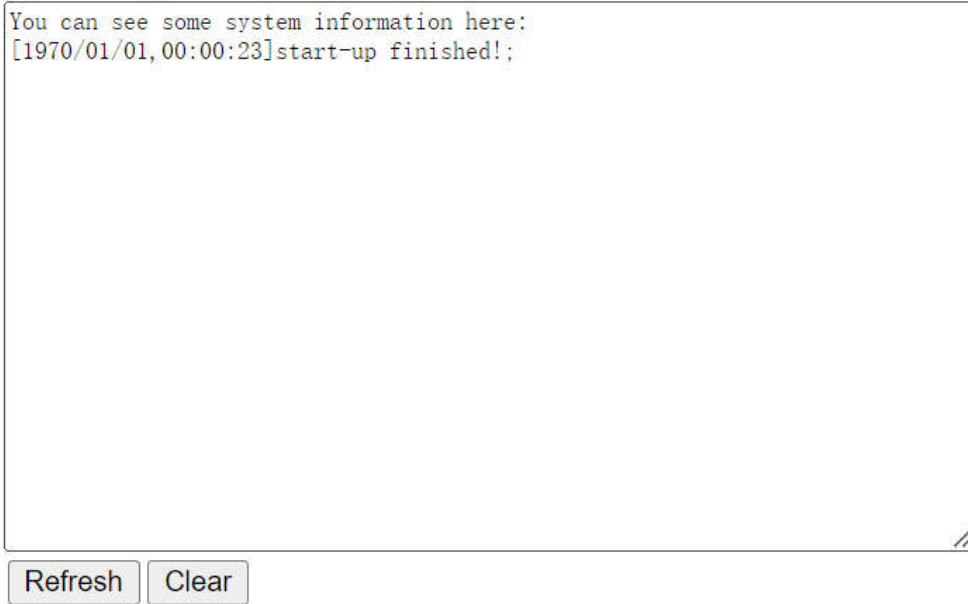 You can see some system information here:
[1970/01/01,00:00:23]start-up finished!;
Refresh Clear